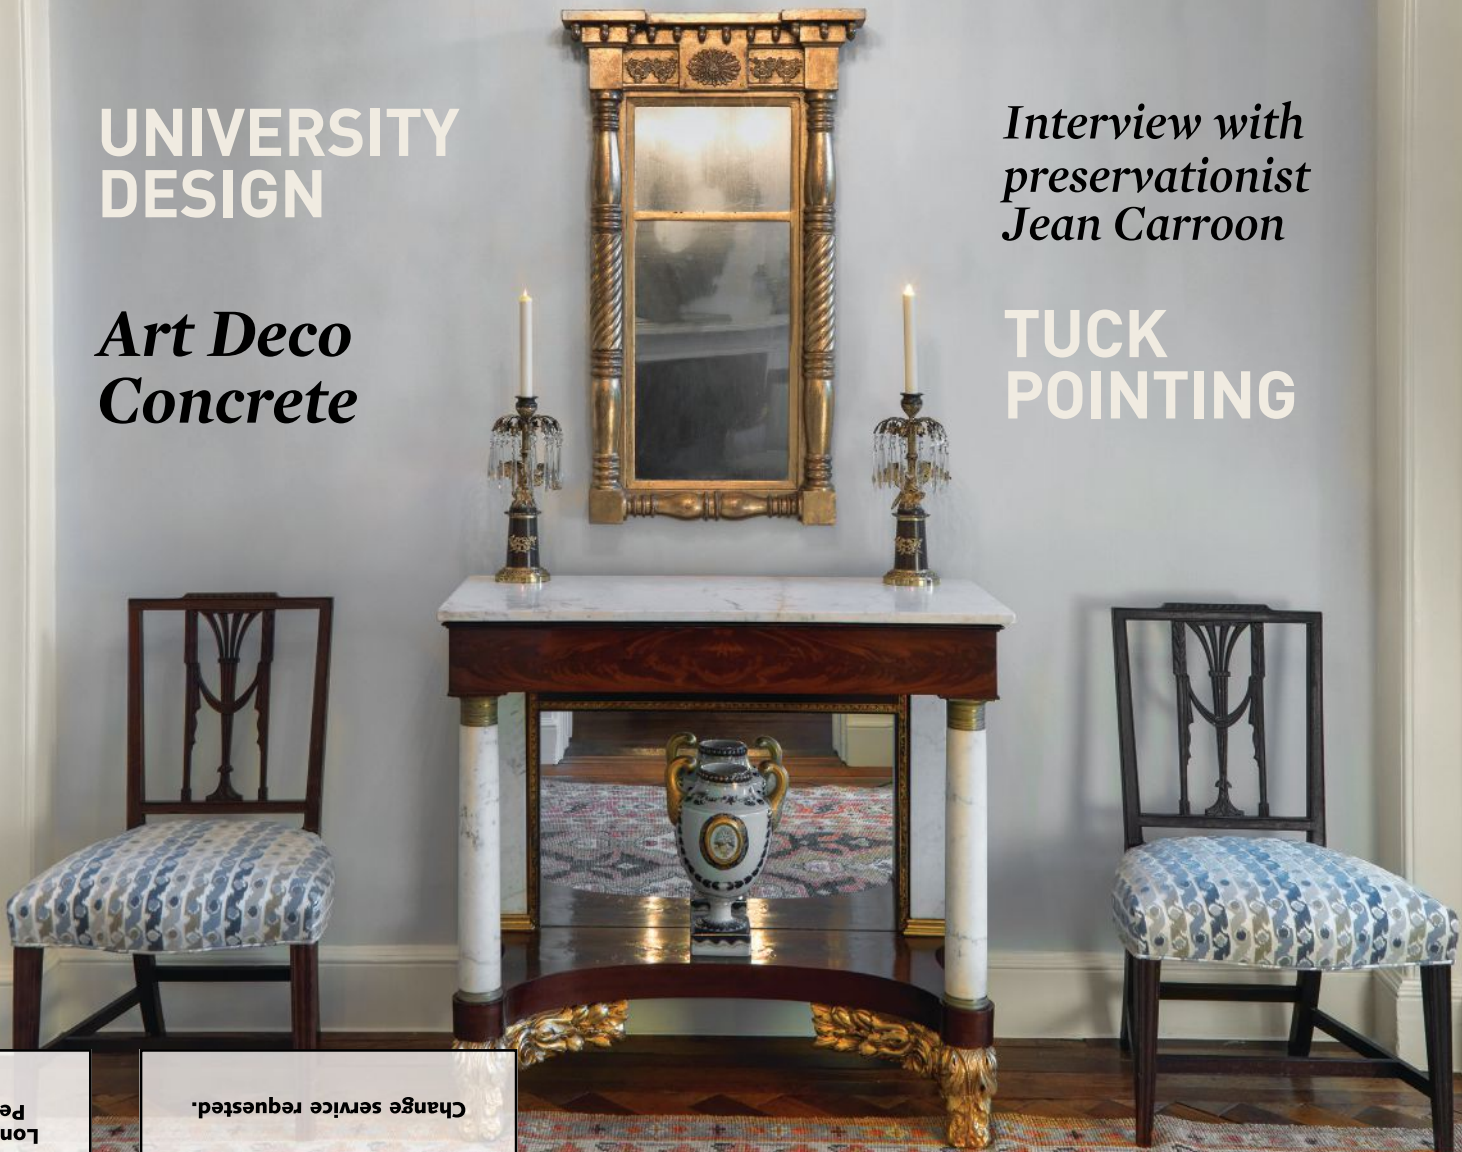 UNIVERSITY
DESIGN
Art Deco
Concrete
Interview with
preservationist
Jean Carroon
TUCK
POINTING
Change service requested.